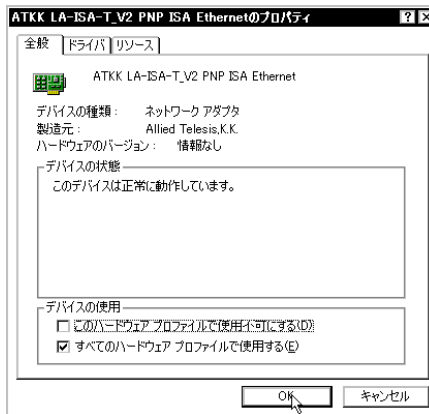 ATKK LA-ISA-T_V2 PNP ISA Ethernetのプロパティ
全般 ドライバ リソース
ATKK LA-ISA-T_V2 PNP ISA Ethernet
デバイスの種類： ネットワーク アダプタ
製造元： Allied Telesis,K.K.
ハードウェアのバージョン： 情報なし
デバイスの状態
このデバイスは正常に動作しています。
デバイスの使用
このハードウェア プロファイルで使用不可にする(D)
すべてのハードウェア プロファイルで使用する(E)
OK キャンセル